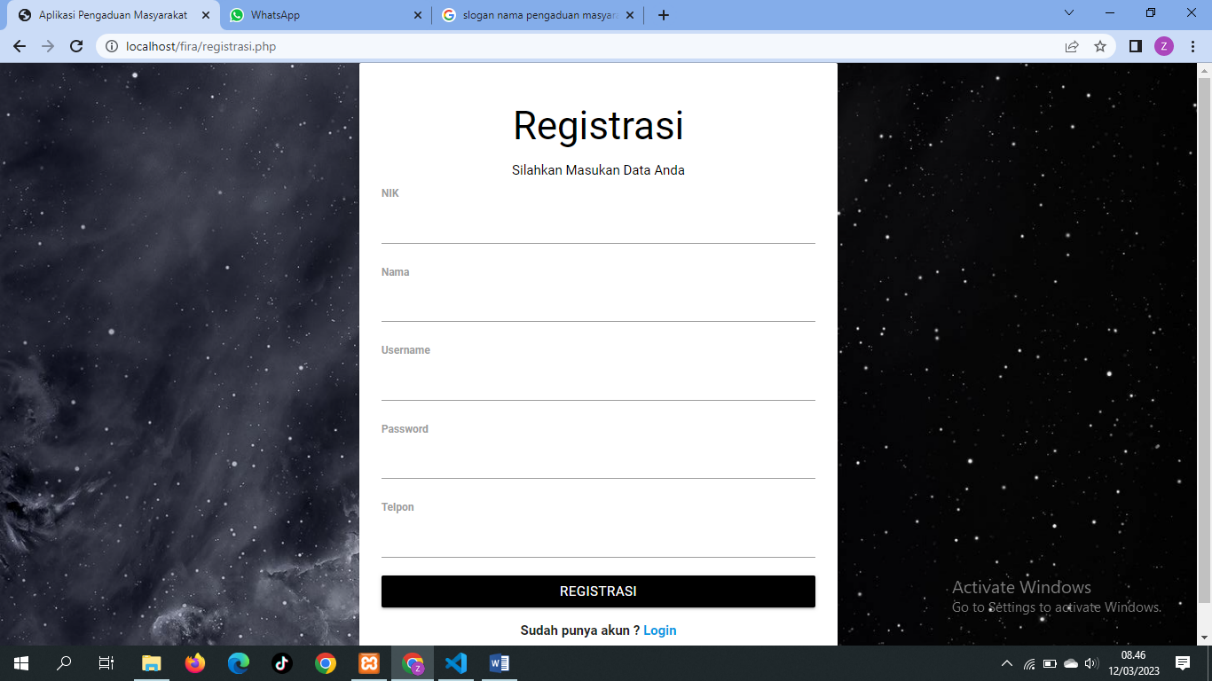 Aplikasi Pengaduan Masyarakat
WhatsApp
slogan nama pengaduan masyar
localhost/fira/registrasi.php
Z
Registrasi
Silahkan Masukan Data Anda
NIK
Nama
Username
Password
Telpon
REGISTRASI
Sudah punya akun ? Login
Activate Windows
Go to Settings to activate Windows.
08.46
12/03/2023